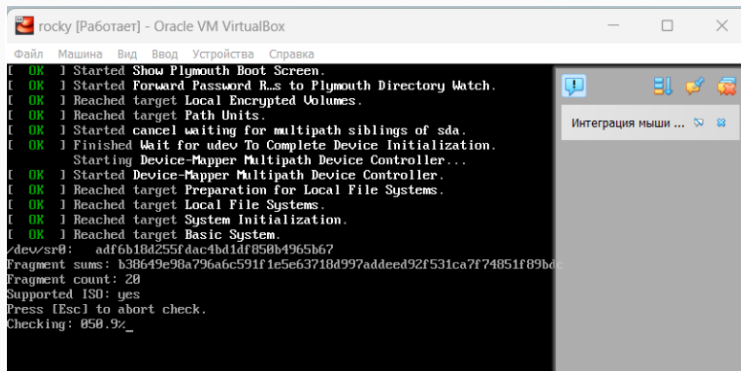 rocky [Работает] - Oracle VM VirtualBox
Файл Машина Вид Ввод Устройства Справка
[ OK ] Started Show Plymouth Boot Screen.
[ OK ] Started Forward Password R…s to Plymouth Directory Watch.
[ OK ] Reached target Local Encrypted Volumes.
[ OK ] Reached target Path Units.
[ OK ] Started cancel waiting for multipath siblings of sda.
[ OK ] Finished Wait for udev To Complete Device Initialization.
Starting Device-Mapper Multipath Device Controller...
[ OK ] Started Device-Mapper Multipath Device Controller.
[ OK ] Reached target Preparation for Local File Systems.
[ OK ] Reached target Local File Systems.
[ OK ] Reached target System Initialization.
[ OK ] Reached target Basic System.
/dev/sr0: adf6b18d255fdac4bd1df850b4965b67
Fragment sums: b38649e98a796a6c591f1e5e63718d997addeed92f531ca7f74851f89bdc
Fragment count: 20
Supported ISO: yes
Press [Esc] to abort check.
Checking: 050.9%_
Интеграция мыши ...